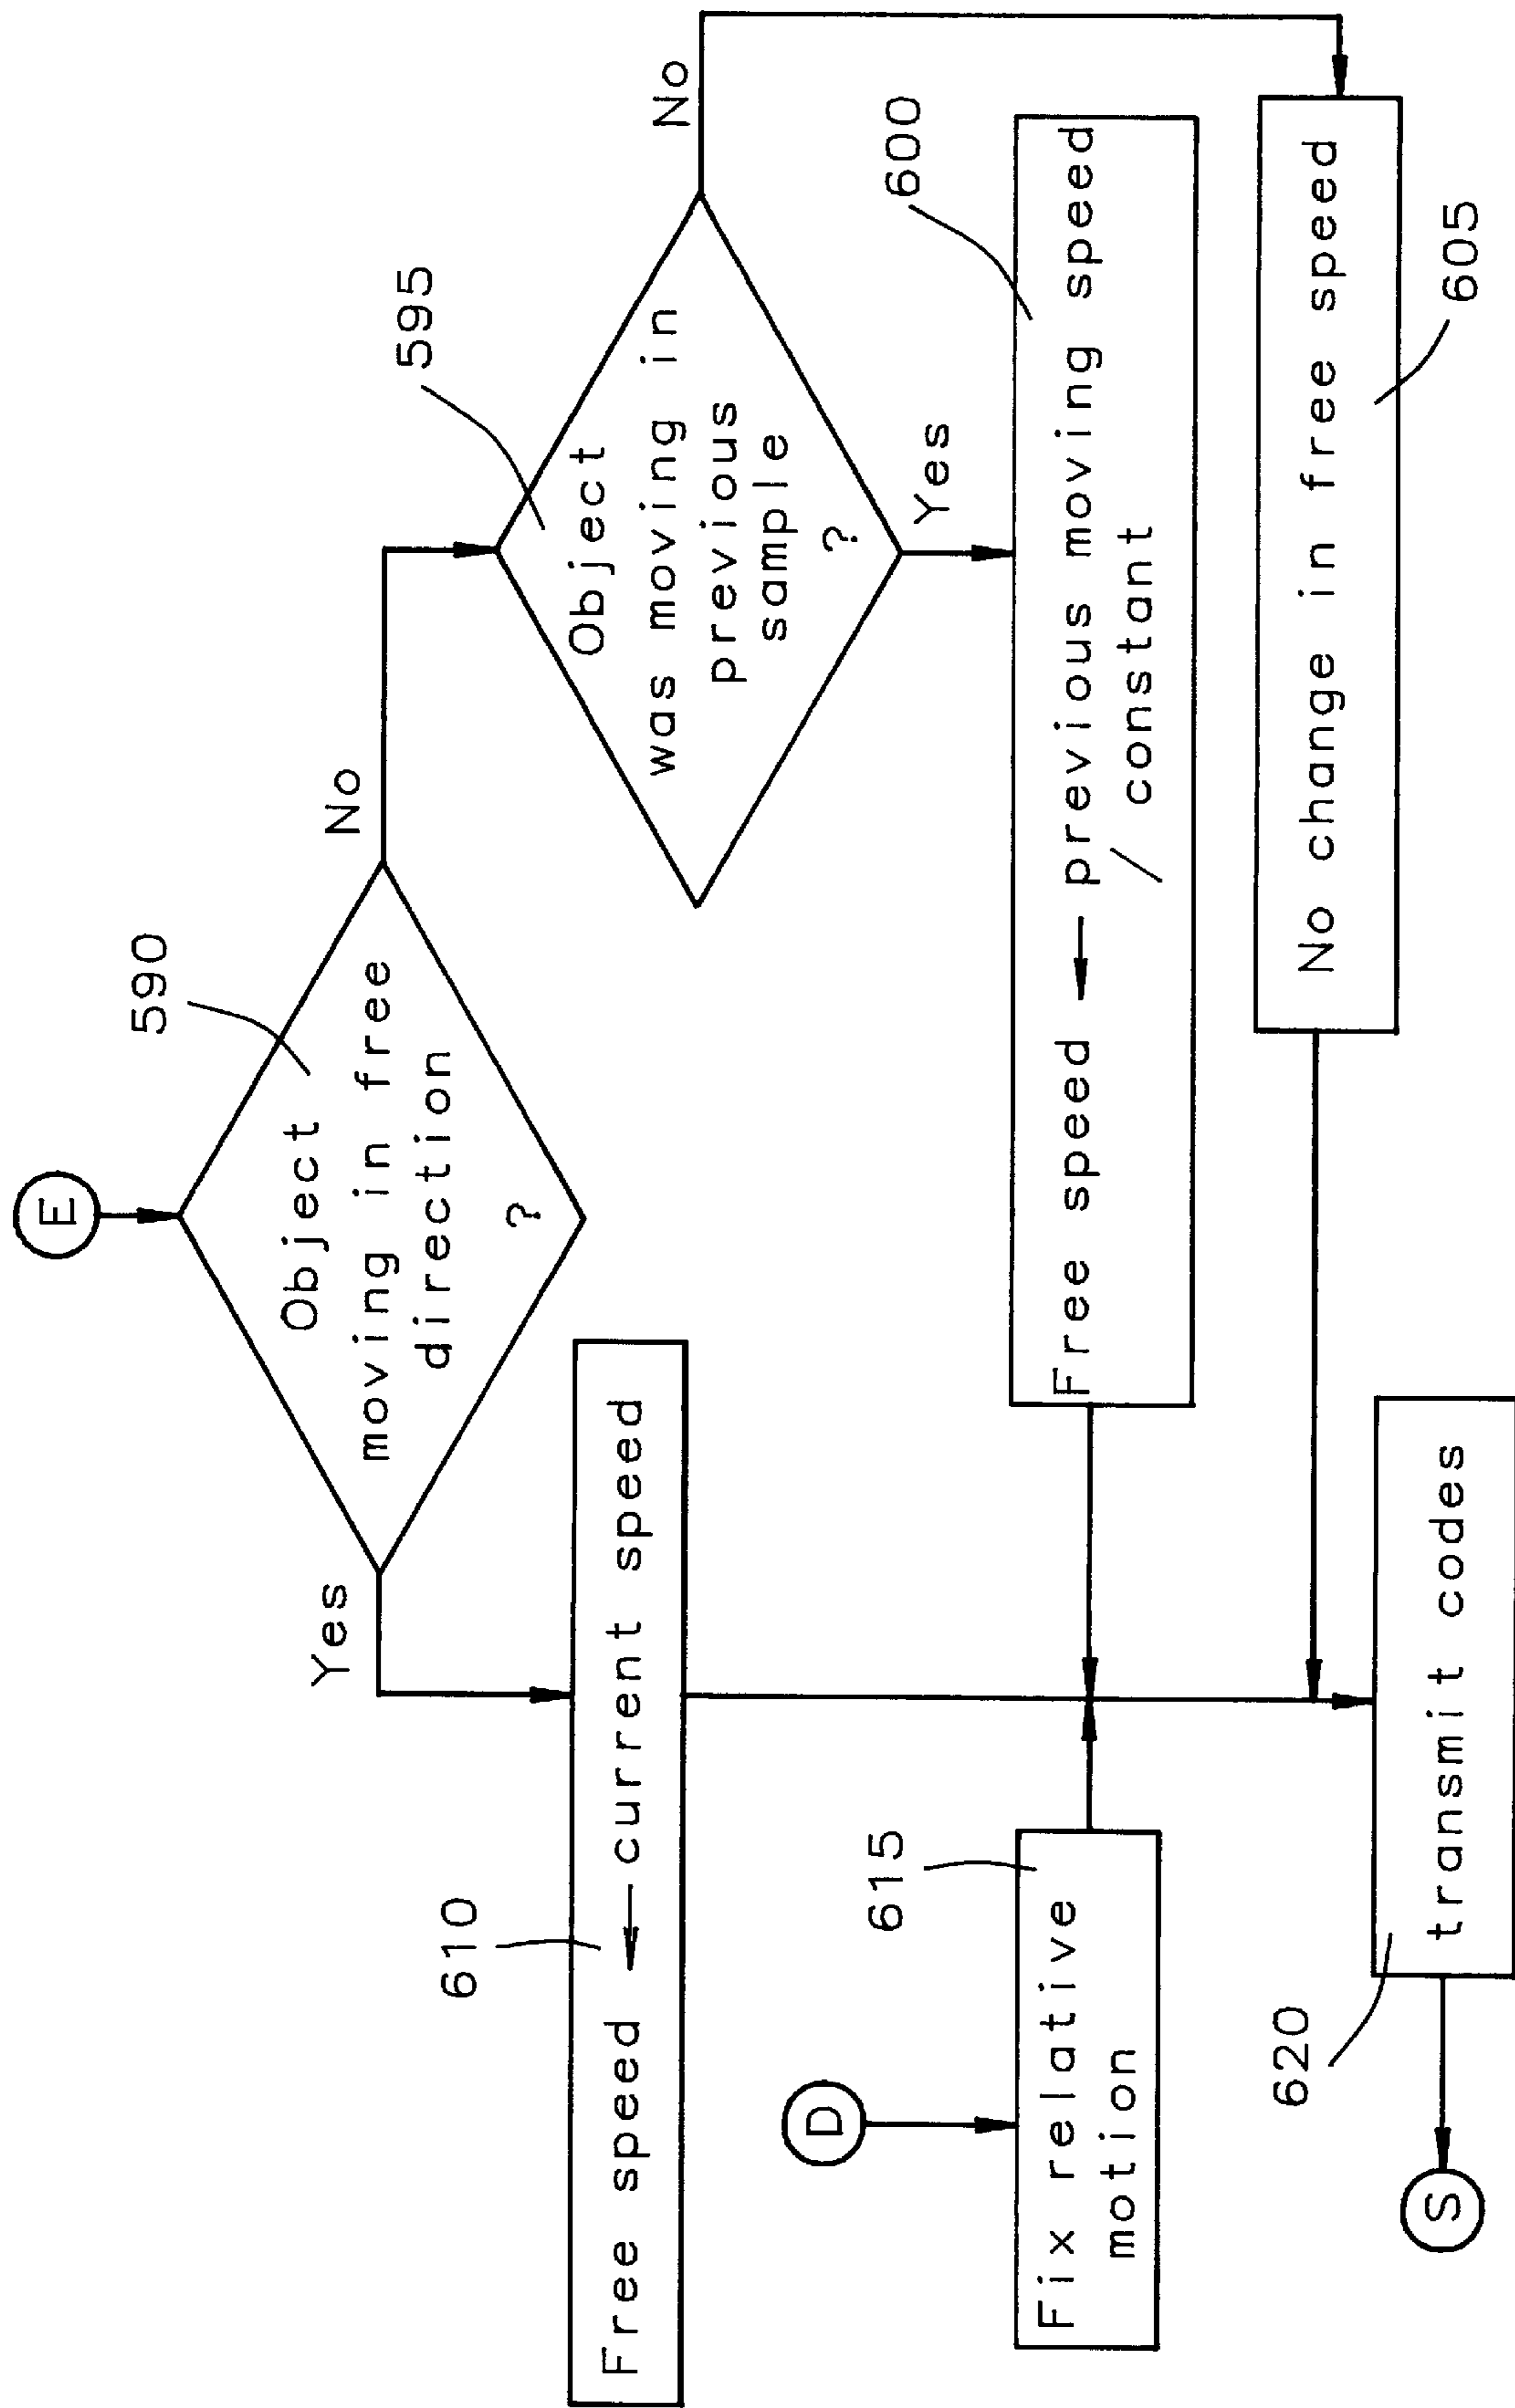 E
590
Object
moving in free
direction
?
Yes
No
595
Object
was moving in
previous
sample
?
No
Yes
610
Free speed ← current speed
600
Free speed ← previous moving speed
/ constant
D
615
Fix relative
motion
No change in free speed
605
620
transmit codes
S